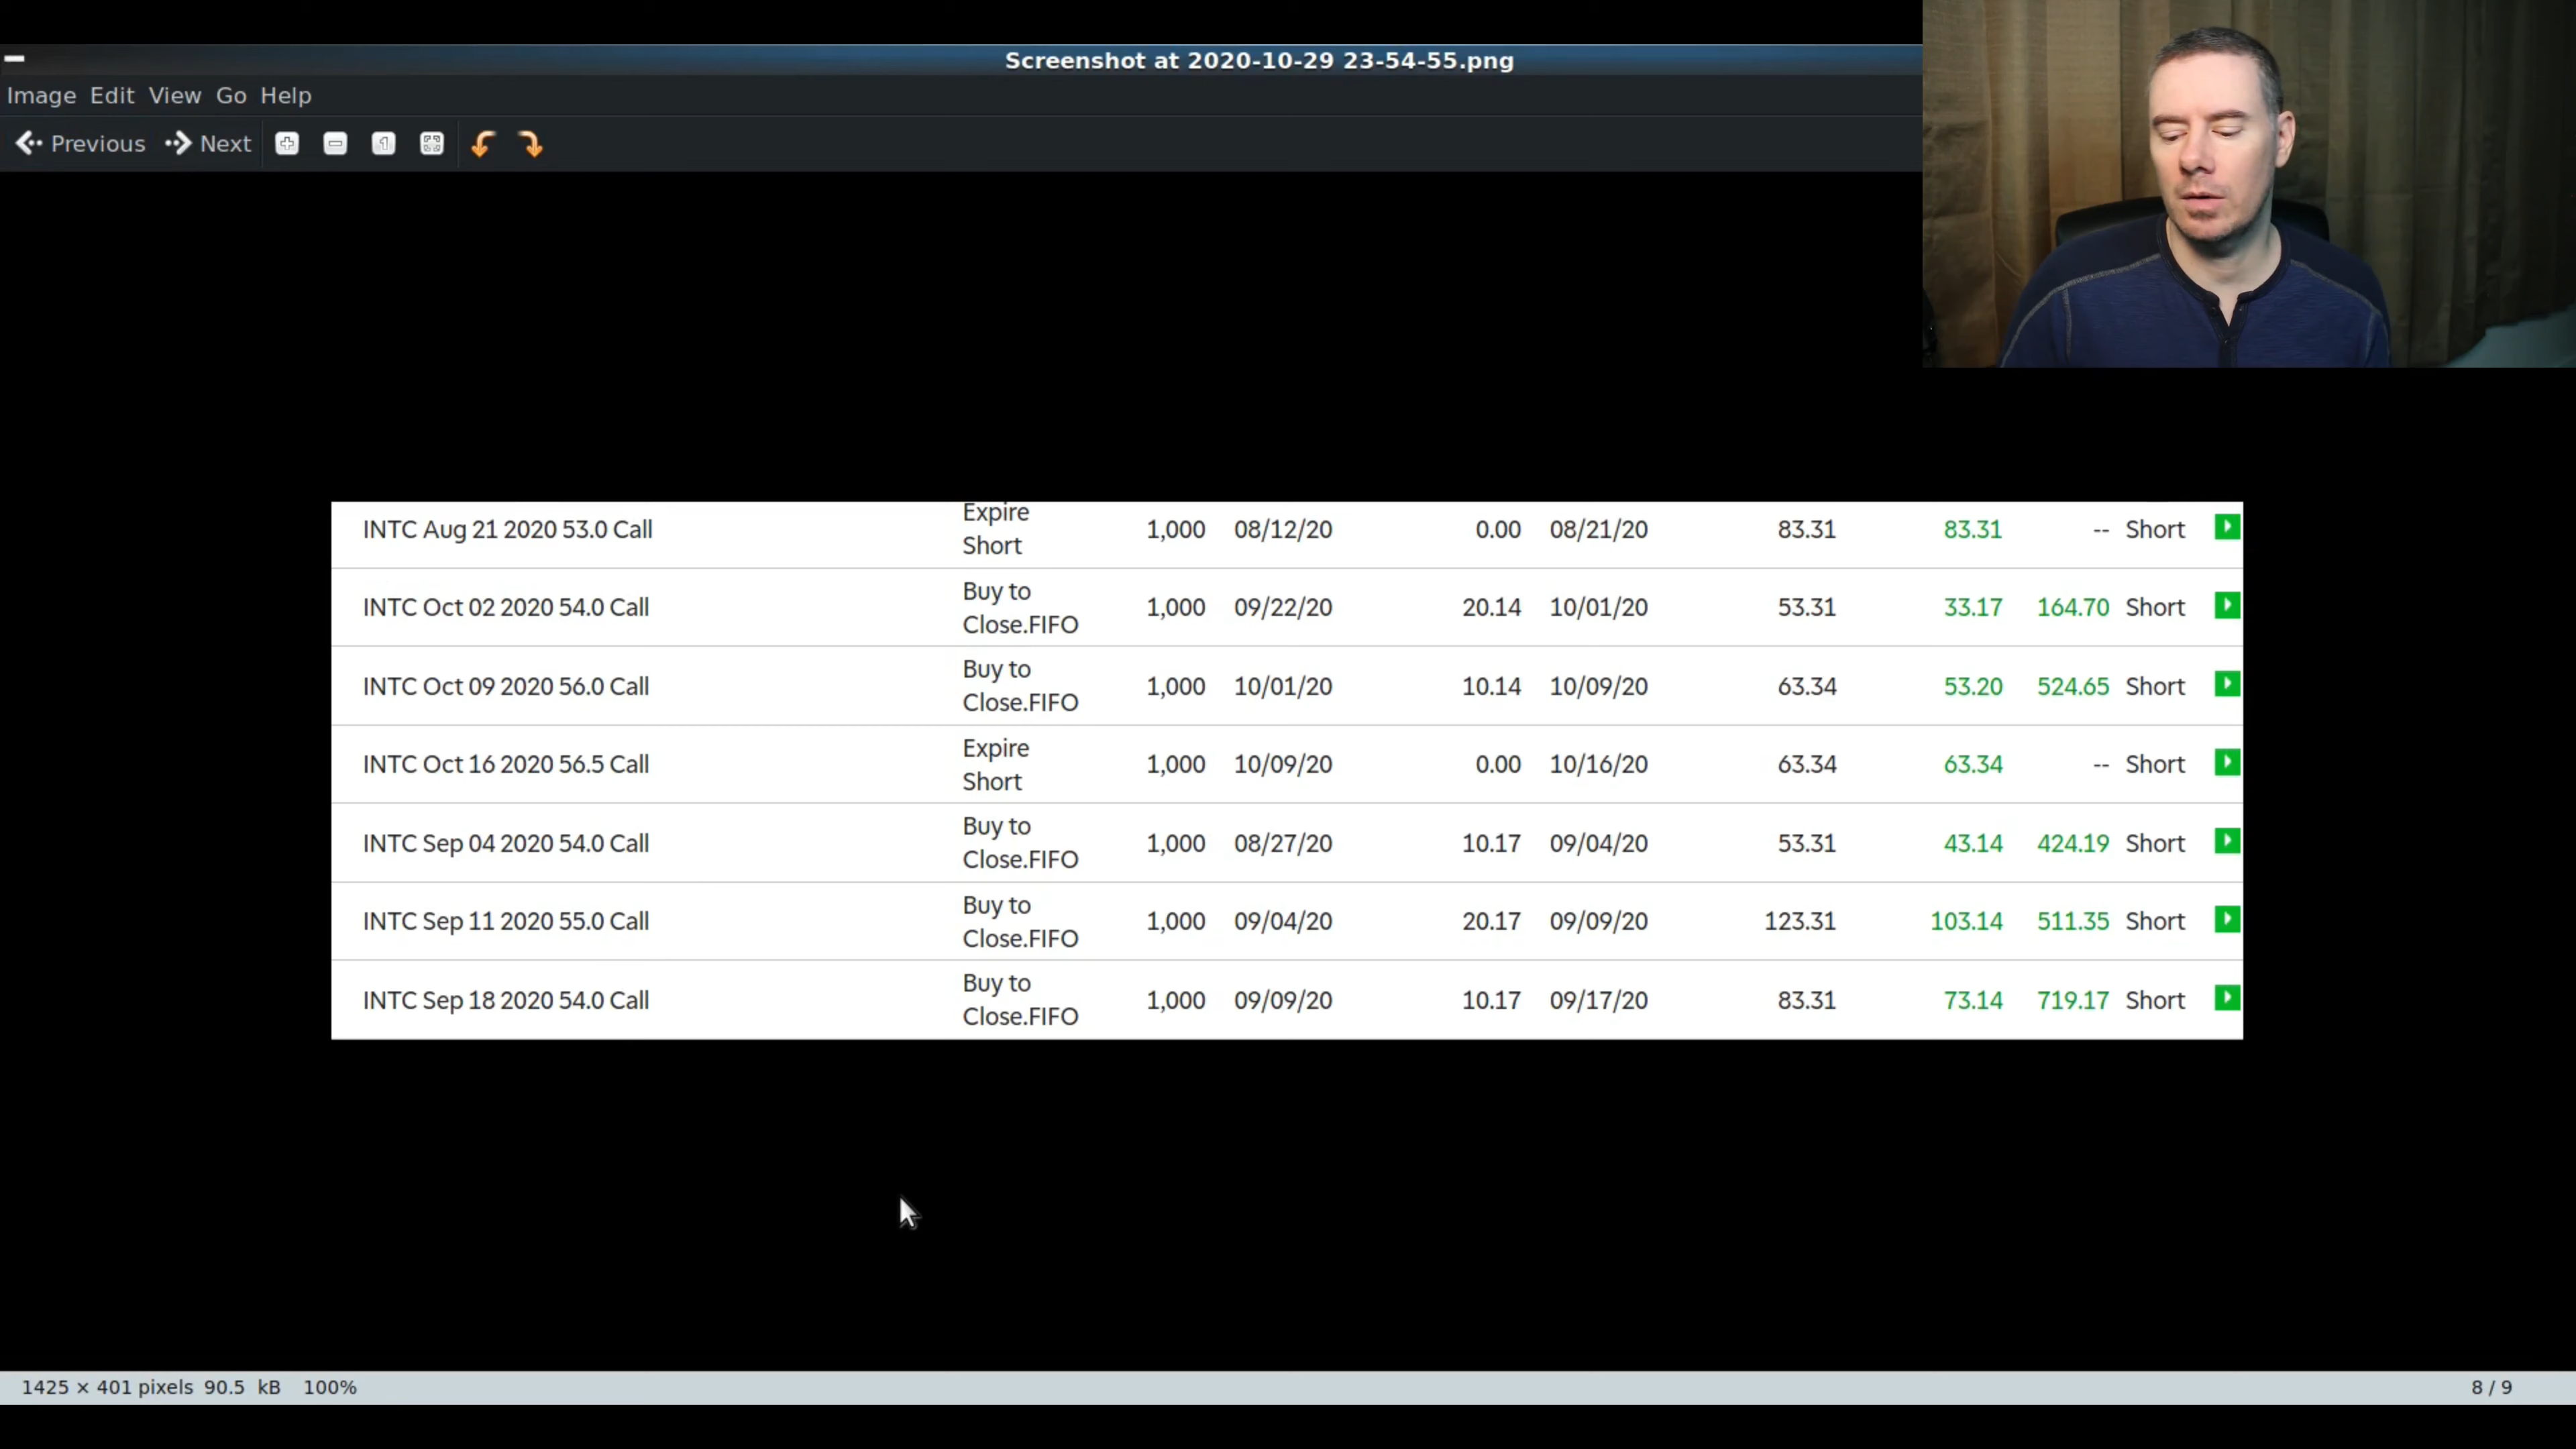 Screenshot at 2020-10-29 23-54-55.png
Image Edit View Go Help
Previous Next
INTC Aug 21 2020 53.0 Call Expire Short 1,000 08/12/20 0.00 08/21/20 83.31 83.31 -- Short
INTC Oct 02 2020 54.0 Call Buy to Close.FIFO 1,000 09/22/20 20.14 10/01/20 53.31 33.17 164.70 Short
INTC Oct 09 2020 56.0 Call Buy to Close.FIFO 1,000 10/01/20 10.14 10/09/20 63.34 53.20 524.65 Short
INTC Oct 16 2020 56.5 Call Expire Short 1,000 10/09/20 0.00 10/16/20 63.34 63.34 -- Short
INTC Sep 04 2020 54.0 Call Buy to Close.FIFO 1,000 08/27/20 10.17 09/04/20 53.31 43.14 424.19 Short
INTC Sep 11 2020 55.0 Call Buy to Close.FIFO 1,000 09/04/20 20.17 09/09/20 123.31 103.14 511.35 Short
INTC Sep 18 2020 54.0 Call Buy to Close.FIFO 1,000 09/09/20 10.17 09/17/20 83.31 73.14 719.17 Short
1425 × 401 pixels 90.5 kB 100% 8 / 9